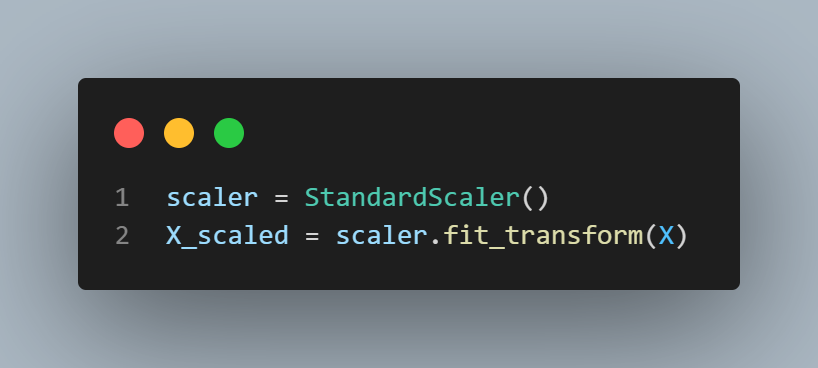 1 scaler = StandardScaler()
2 X_scaled = scaler.fit_transform(X)